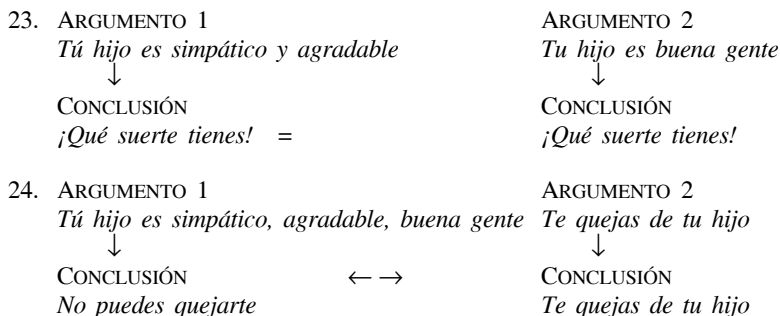 23. ARGUMENTO 1 ARGUMENTO 2
Tú hijo es simpático y agradable Tu hijo es buena gente
↓ ↓
CONCLUSIÓN CONCLUSIÓN
¡Qué suerte tienes! = ¡Qué suerte tienes!
24. ARGUMENTO 1 ARGUMENTO 2
Tú hijo es simpático, agradable, buena gente Te quejas de tu hijo
↓ ↓
CONCLUSIÓN ← → CONCLUSIÓN
No puedes quejarte Te quejas de tu hijo